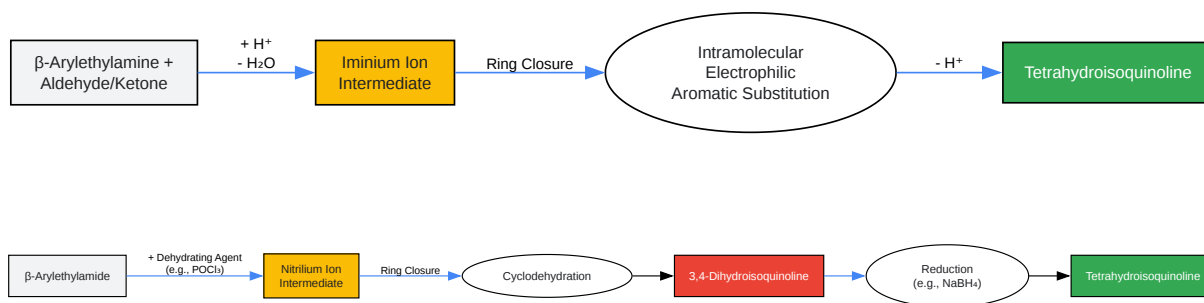 β-Arylethylamine +
Aldehyde/Ketone
+ H⁺
- H₂O
Iminium Ion
Intermediate
Ring Closure
Intramolecular
Electrophilic
Aromatic Substitution
- H⁺
Tetrahydroisoquinoline
β-Arylethylamide
+ Dehydrating Agent
(e.g., POCl₃)
Nitrilium Ion
Intermediate
Ring Closure
Cyclodehydration
3,4-Dihydroisoquinoline
Reduction
(e.g., NaBH₄)
Tetrahydroisoquinoline